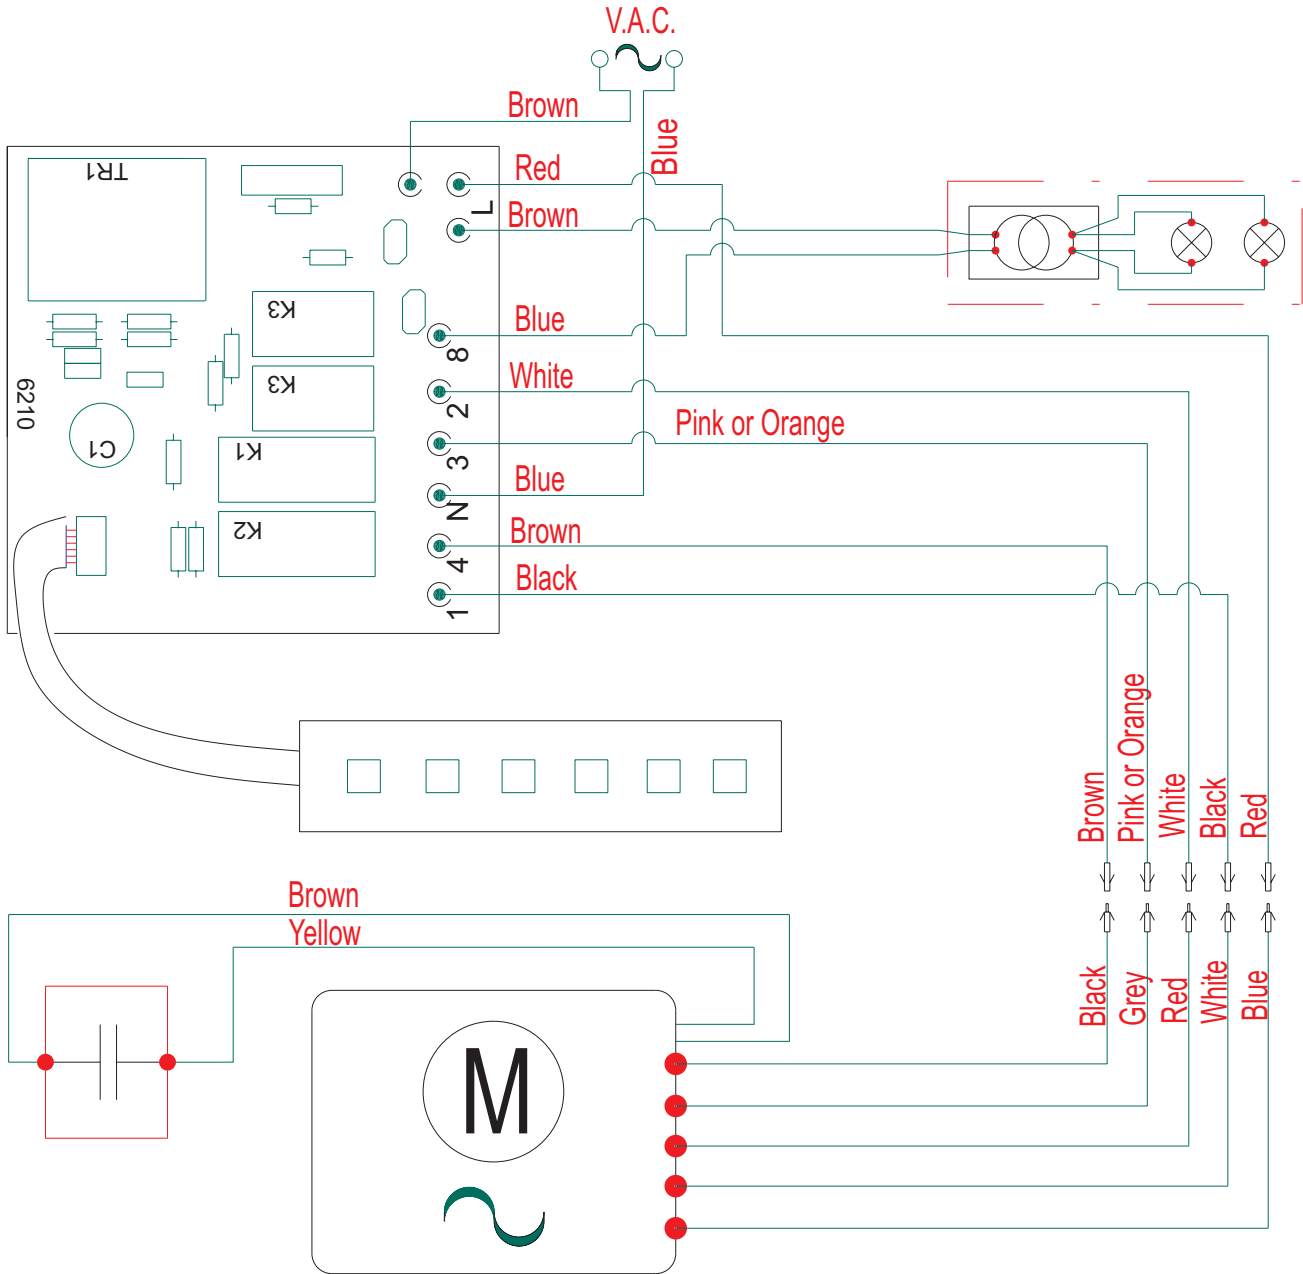 V.A.C.
Brown
Blue
TR1
Red
L
Brown
K3
Blue
8
K3
White
2
6210
C1
Pink or Orange
3
K1
Blue
N
K2
Brown
4
Black
1
Brown
Pink or Orange
White
Black
Red
Brown
Yellow
Black
Grey
Red
White
Blue
M